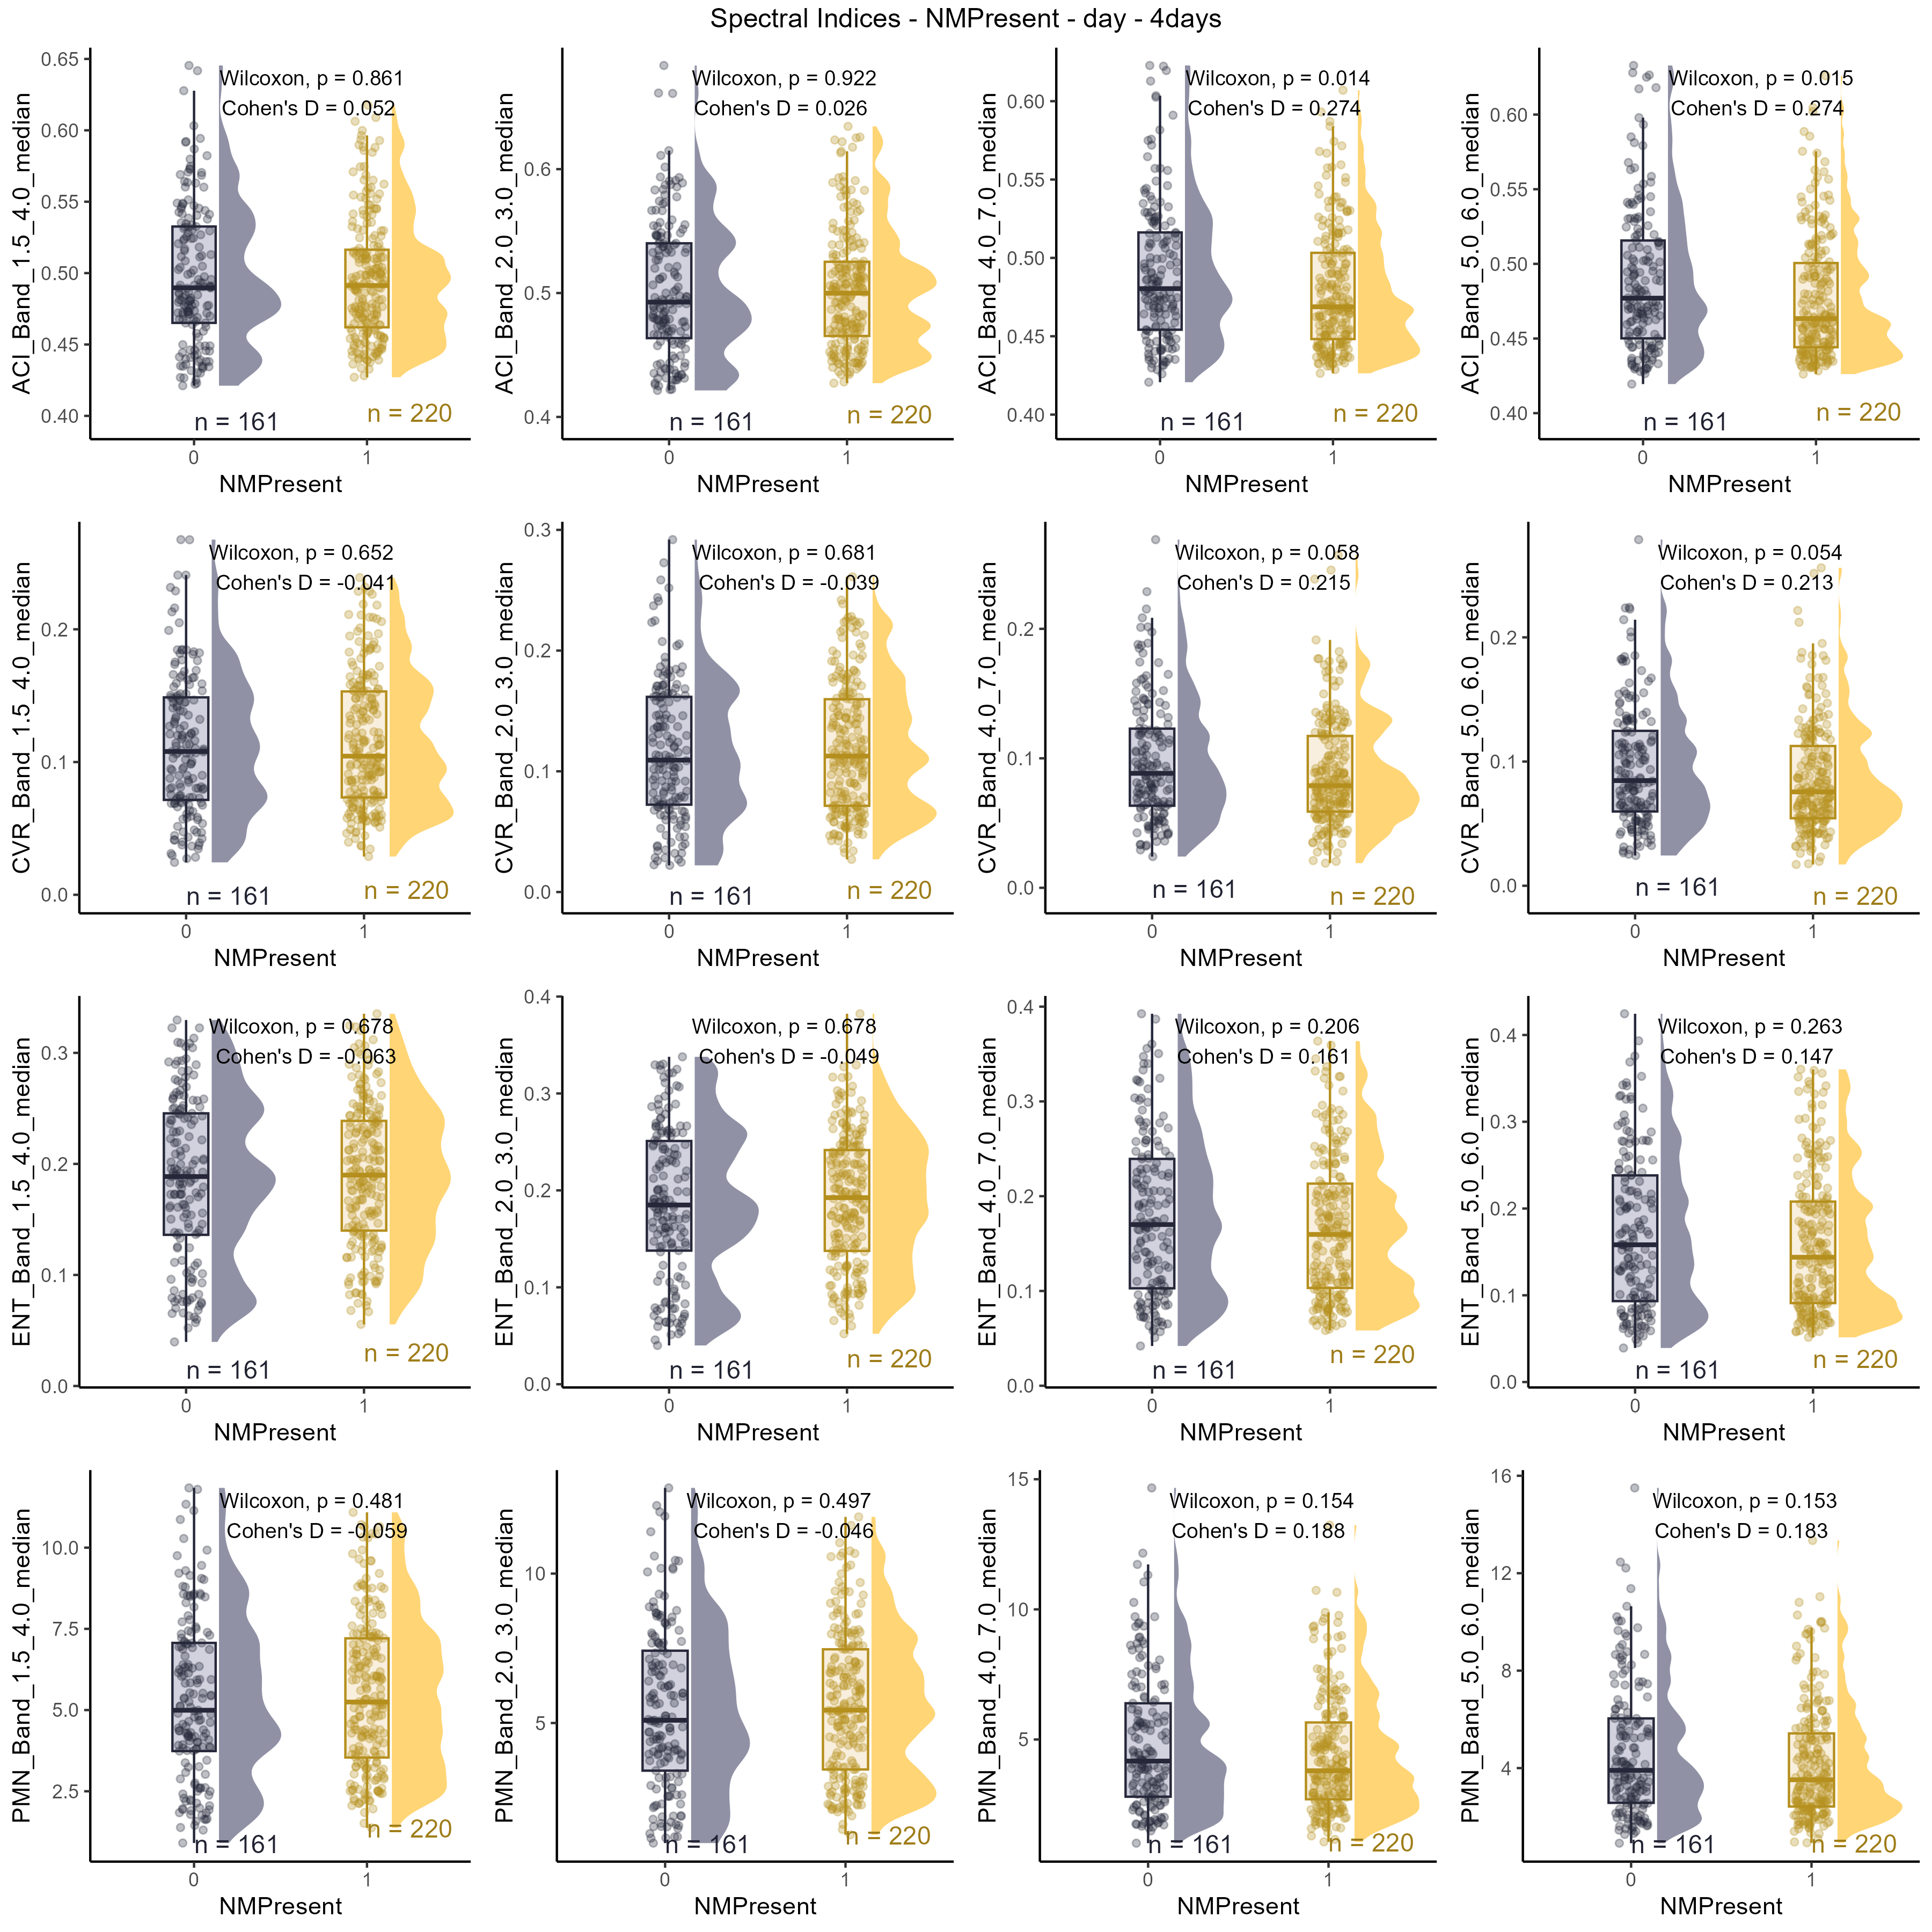 Spectral Indices - NMPresent - day - 4days
ACI_Band_1.5_4.0_median
0.65
0.60
0.55
0.50
0.45
0.40
Wilcoxon, p = 0.861
Cohen's D = 0.052
n = 161
n = 220
0
1
NMPresent
ACI_Band_2.0_3.0_median
0.6
0.5
0.4
Wilcoxon, p = 0.922
Cohen's D = 0.026
n = 161
n = 220
0
1
NMPresent
ACI_Band_4.0_7.0_median
0.60
0.55
0.50
0.45
0.40
Wilcoxon, p = 0.014
Cohen's D = 0.274
n = 161
n = 220
0
1
NMPresent
ACI_Band_5.0_6.0_median
0.60
0.55
0.50
0.45
0.40
Wilcoxon, p = 0.015
Cohen's D = 0.274
n = 161
n = 220
0
1
NMPresent
CVR_Band_1.5_4.0_median
0.2
0.1
0.0
Wilcoxon, p = 0.652
Cohen's D = -0.041
n = 161
n = 220
0
1
NMPresent
CVR_Band_2.0_3.0_median
0.3
0.2
0.1
0.0
Wilcoxon, p = 0.681
Cohen's D = -0.039
n = 161
n = 220
0
1
NMPresent
CVR_Band_4.0_7.0_median
0.2
0.1
0.0
Wilcoxon, p = 0.058
Cohen's D = 0.215
n = 161
n = 220
0
1
NMPresent
CVR_Band_5.0_6.0_median
0.2
0.1
0.0
Wilcoxon, p = 0.054
Cohen's D = 0.213
n = 161
n = 220
0
1
NMPresent
ENT_Band_1.5_4.0_median
0.3
0.2
0.1
0.0
Wilcoxon, p = 0.678
Cohen's D = -0.063
n = 161
n = 220
0
1
NMPresent
ENT_Band_2.0_3.0_median
0.4
0.3
0.2
0.1
0.0
Wilcoxon, p = 0.678
Cohen's D = -0.049
n = 161
n = 220
0
1
NMPresent
ENT_Band_4.0_7.0_median
0.4
0.3
0.2
0.1
0.0
Wilcoxon, p = 0.206
Cohen's D = 0.161
n = 161
n = 220
0
1
NMPresent
ENT_Band_5.0_6.0_median
0.4
0.3
0.2
0.1
0.0
Wilcoxon, p = 0.263
Cohen's D = 0.147
n = 161
n = 220
0
1
NMPresent
PMN_Band_1.5_4.0_median
10.0
7.5
5.0
2.5
Wilcoxon, p = 0.481
Cohen's D = -0.059
n = 161
n = 220
0
1
NMPresent
PMN_Band_2.0_3.0_median
10
5
Wilcoxon, p = 0.497
Cohen's D = -0.046
n = 161
n = 220
0
1
NMPresent
PMN_Band_4.0_7.0_median
15
10
5
Wilcoxon, p = 0.154
Cohen's D = 0.188
n = 161
n = 220
0
1
NMPresent
PMN_Band_5.0_6.0_median
16
12
8
4
Wilcoxon, p = 0.153
Cohen's D = 0.183
n = 161
n = 220
0
1
NMPresent